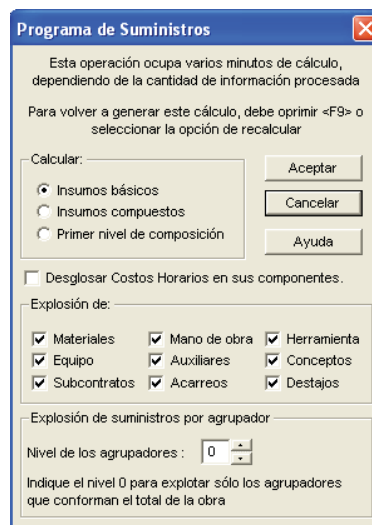 Programa de Suministros
Esta operación ocupa varios minutos de cálculo,
dependiendo de la cantidad de información procesada
Para volver a generar este cálculo, debe oprimir <F9> o
seleccionar la opción de recalcular
Calcular:
Insumos básicos
Insumos compuestos
Primer nivel de composición
Aceptar
Cancelar
Ayuda
Desglosar Costos Horarios en sus componentes.
Explosión de:
Materiales Mano de obra Herramienta
Equipo Auxiliares Conceptos
Subcontratos Acarreos Destajos
Explosión de suministros por agrupador
Nivel de los agrupadores : 0
Indique el nivel 0 para explotar sólo los agrupadores
que conforman el total de la obra